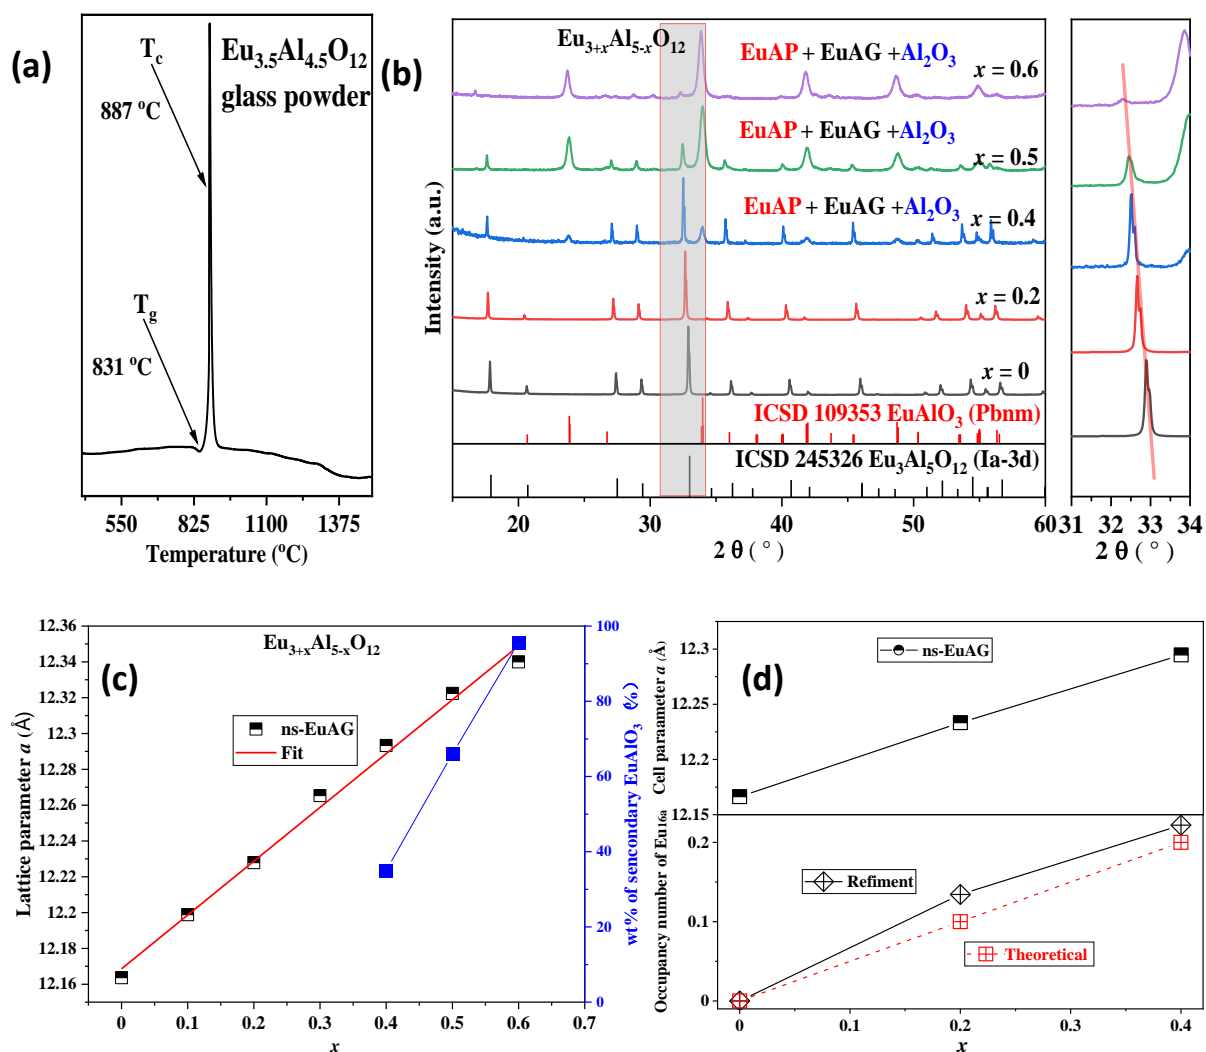 (a)
Eu3.5Al4.5O12
glass powder
Tc
887 °C
Tg
831 °C
550 825 1100 1375
Temperature (°C)
(b)
Eu3+xAl5-xO12
EuAP + EuAG +Al2O3
x = 0.6
EuAP + EuAG +Al2O3
x = 0.5
EuAP + EuAG +Al2O3
x = 0.4
x = 0.2
x = 0
ICSD 109353 EuAlO3 (Pbnm)
ICSD 245326 Eu3Al5O12 (Ia-3d)
Intensity (a.u.)
20 30 40 50 60
2 θ ( ° )
31 32 33 34
2 θ ( ° )
(c)
Eu3+xAl5-xO12
ns-EuAG
Fit
12.36
12.34
12.32
12.3
12.28
12.26
12.23
12.22
12.2
12.18
12.16
Lattice parameter a (Å)
100
80
60
40
20
0
wt% of sencondary EuAlO3 (%)
0 0.1 0.2 0.3 0.4 0.5 0.6 0.7
x
(d)
ns-EuAG
12.3
12.25
12.2
12.15
Cell paraameter a (Å)
Refiment
Theoretical
0.2
0.1
0
Occupancy number of Eu16a
0 0.1 0.2 0.3 0.4
x